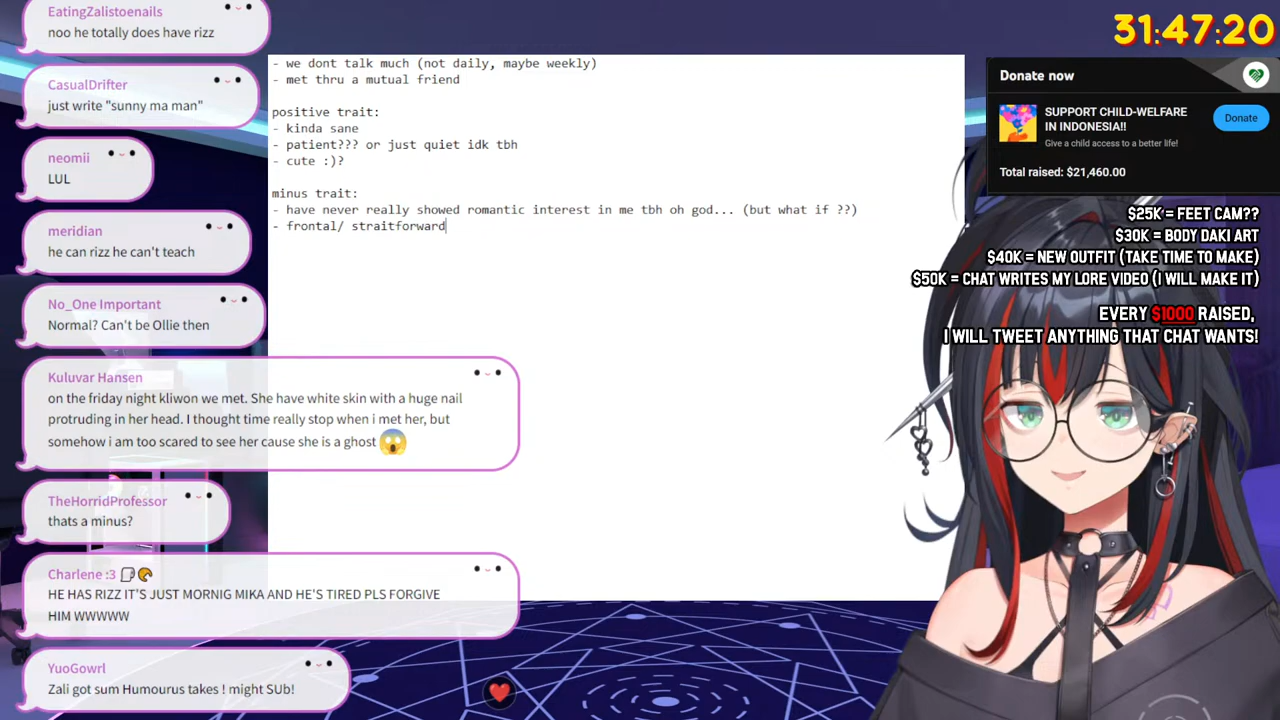 EatingZalistoenails
noo he totally does have rizz
CasualDrifter
just write "sunny ma man"
neomii
LUL
meridian
he can rizz he can't teach
No_One Important
Normal? Can't be Ollie then
Kuluvar Hansen
on the friday night kliwon we met. She have white skin with a huge nail
protruding in her head. I thought time really stop when i met her, but
somehow i am too scared to see her cause she is a ghost 😱
TheHorridProfessor
thats a minus?
Charlene :3
HE HAS RIZZ IT'S JUST MORNIG MIKA AND HE'S TIRED PLS FORGIVE
HIM WWWWW
YuoGowrl
Zali got sum Humourus takes ! might SUb!
- we dont talk much (not daily, maybe weekly)
- met thru a mutual friend
positive trait:
- kinda sane
- patient??? or just quiet idk tbh
- cute :)?
minus trait:
- have never really showed romantic interest in me tbh oh god... (but what if ??)
- frontal/ straitforward
31:47:20
Donate now
SUPPORT CHILD-WELFARE
IN INDONESIA!!
Give a child access to a better life!
Donate
Total raised: $21,460.00
$25K = FEET CAM??
$30K = BODY DAKI ART
$40K = NEW OUTFIT (TAKE TIME TO MAKE)
$50K = CHAT WRITES MY LORE VIDEO (I WILL MAKE IT)
EVERY $1000 RAISED,
I WILL TWEET ANYTHING THAT CHAT WANTS!